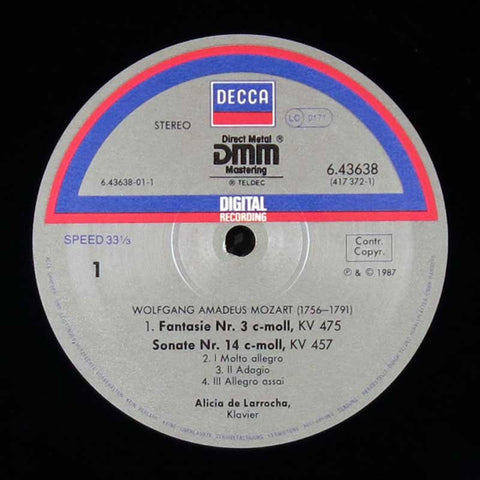 DECCA
STEREO
LC 0171
Direct Metal ®
DMM
Mastering
® TELDEC
6.43638-01-1
6.43638
(417 372-1)
DIGITAL
RECORDING
SPEED 33⅓
Contr.
Copyr.
1
℗ & © 1987
WOLFGANG AMADEUS MOZART (1756–1791)
1. Fantasie Nr. 3 c-moll, KV 475
Sonate Nr. 14 c-moll, KV 457
2. I Molto allegro
3. II Adagio
4. III Allegro assai
Alicia de Larrocha,
Klavier